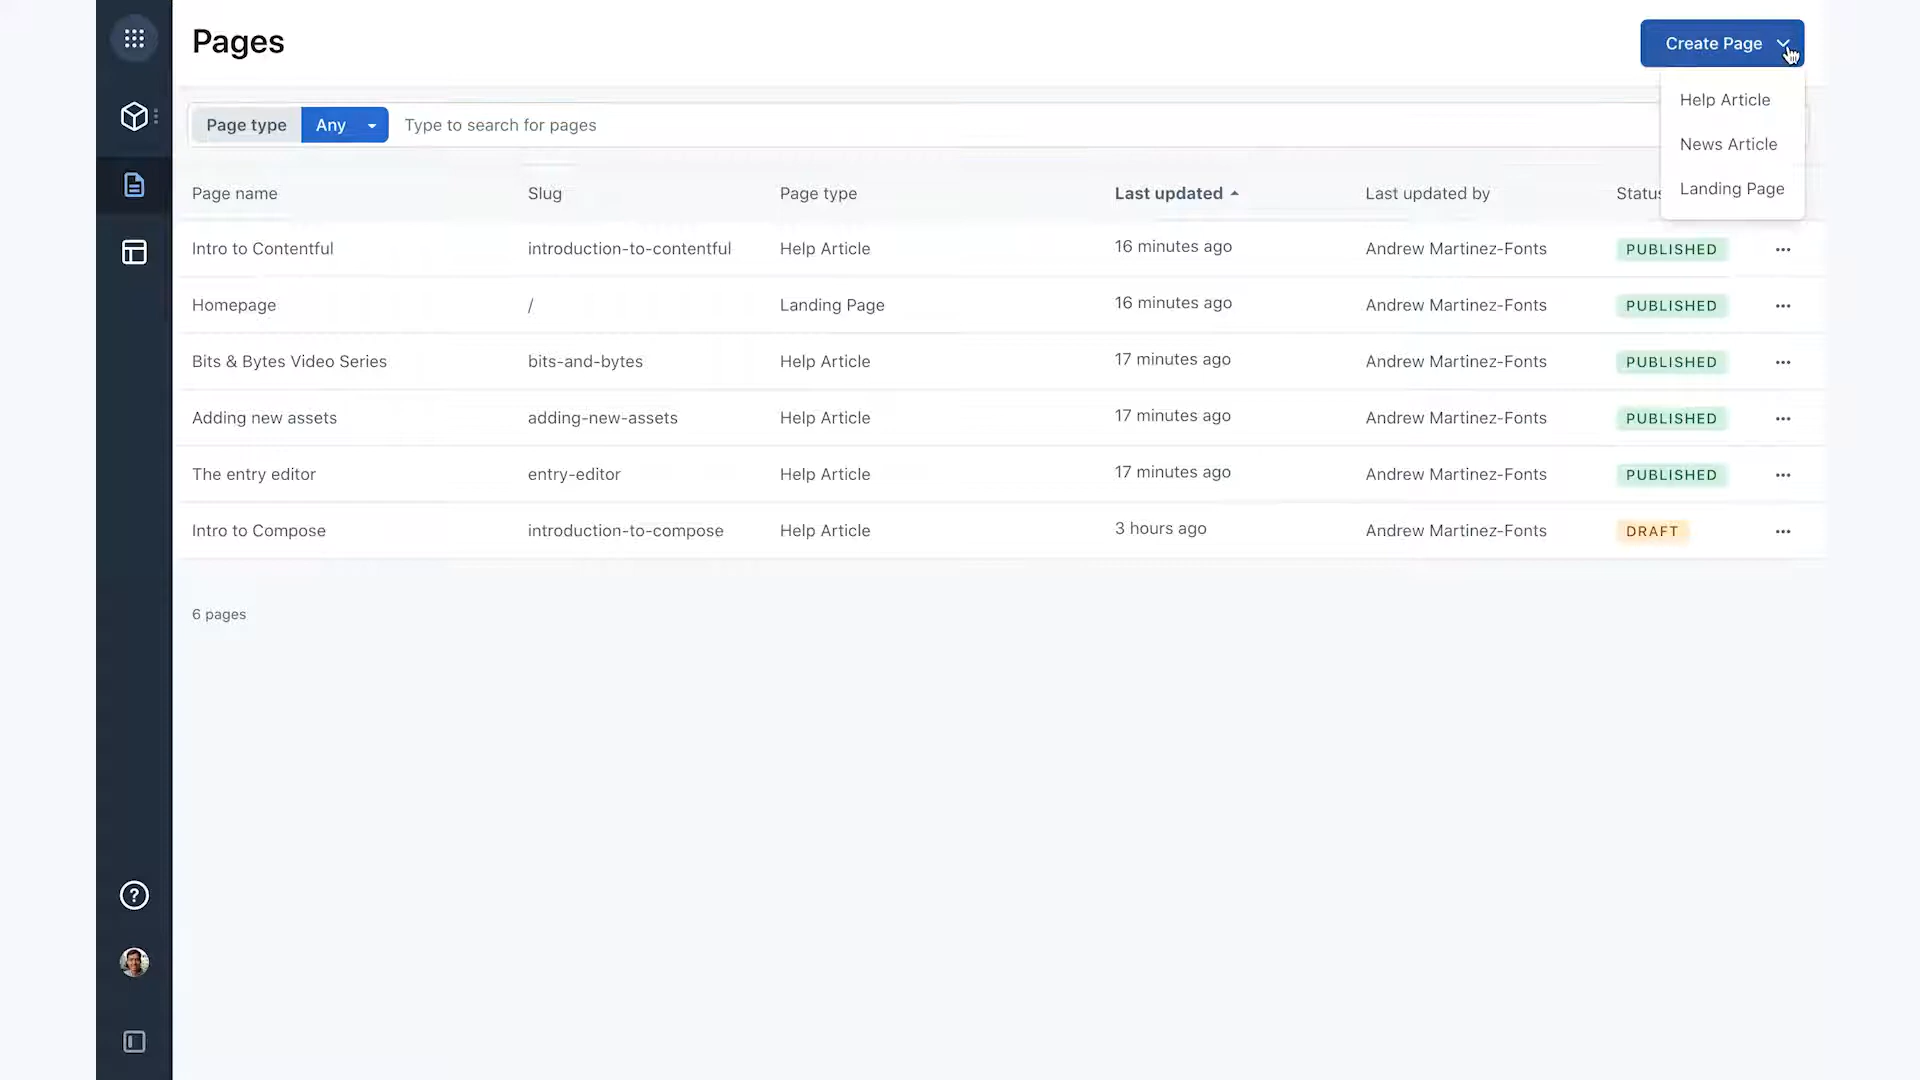 Pages
Create Page
Help Article
News Article
Landing Page
Page type Any Type to search for pages
Page name Slug Page type Last updated Last updated by Status
Intro to Contentful introduction-to-contentful Help Article 16 minutes ago Andrew Martinez-Fonts PUBLISHED
Homepage / Landing Page 16 minutes ago Andrew Martinez-Fonts PUBLISHED
Bits & Bytes Video Series bits-and-bytes Help Article 17 minutes ago Andrew Martinez-Fonts PUBLISHED
Adding new assets adding-new-assets Help Article 17 minutes ago Andrew Martinez-Fonts PUBLISHED
The entry editor entry-editor Help Article 17 minutes ago Andrew Martinez-Fonts PUBLISHED
Intro to Compose introduction-to-compose Help Article 3 hours ago Andrew Martinez-Fonts DRAFT
6 pages